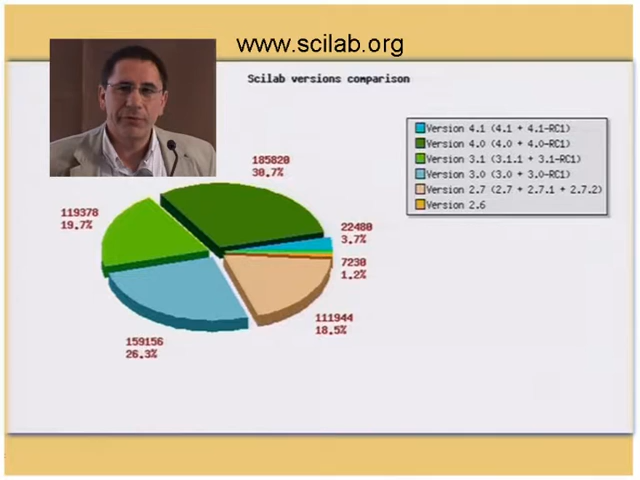 www.scilab.org
Scilab versions comparison
Version 4.1 (4.1 + 4.1-RC1)
Version 4.0 (4.0 + 4.0-RC1)
Version 3.1 (3.1.1 + 3.1-RC1)
Version 3.0 (3.0 + 3.0-RC1)
Version 2.7 (2.7 + 2.7.1 + 2.7.2)
Version 2.6
185820
30.7%
119378
19.7%
22480
3.7%
7230
1.2%
111944
18.5%
159156
26.3%